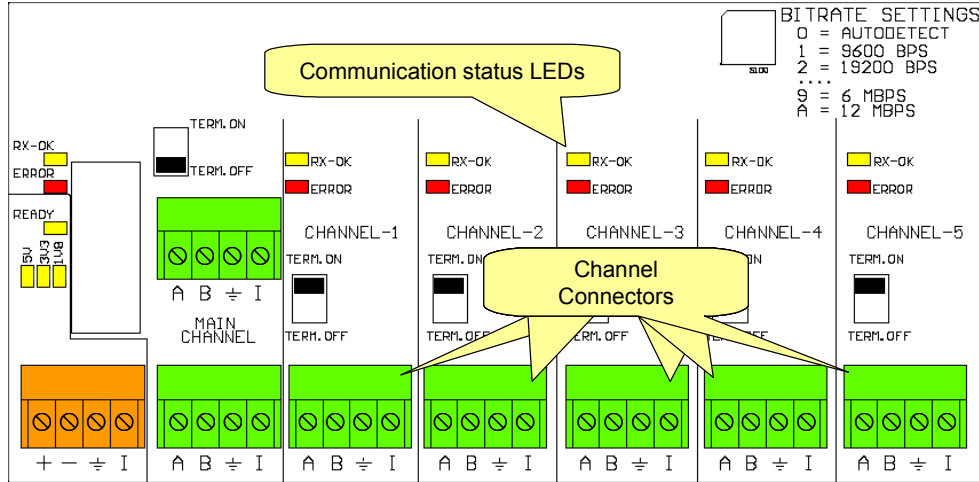 BITRATE SETTINGS
0 = AUTODETECT
1 = 9600 BPS
2 = 19200 BPS
....
9 = 6 MBPS
A = 12 MBPS
S100
Communication status LEDs
TERM.ON
TERM.OFF
RX-OK
ERROR
READY
5V
3V3
1V8
RX-OK
ERROR
RX-OK
ERROR
RX-OK
ERROR
RX-OK
ERROR
RX-OK
ERROR
CHANNEL-1
CHANNEL-2
CHANNEL-3
CHANNEL-4
CHANNEL-5
A B ⏚ I
MAIN
CHANNEL
TERM.ON
TERM.OFF
TERM.ON
TERM.OFF
Channel
Connectors
TERM.OFF
TERM.OFF
TERM.ON
TERM.OFF
+ - ⏚ I
A B ⏚ I
A B ⏚ I
A B ⏚ I
A B ⏚ I
A B ⏚ I
A B ⏚ I